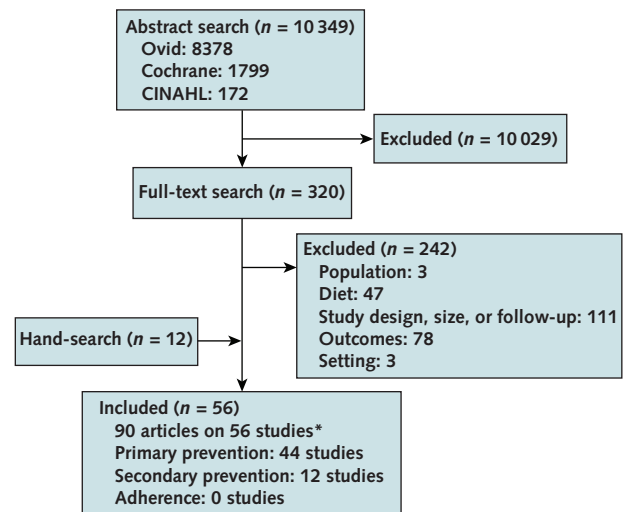 Abstract search (n = 10 349)
Ovid: 8378
Cochrane: 1799
CINAHL: 172
Excluded (n = 10 029)
Full-text search (n = 320)
Excluded (n = 242)
Population: 3
Diet: 47
Study design, size, or follow-up: 111
Outcomes: 78
Setting: 3
Hand-search (n = 12)
Included (n = 56)
90 articles on 56 studies*
Primary prevention: 44 studies
Secondary prevention: 12 studies
Adherence: 0 studies